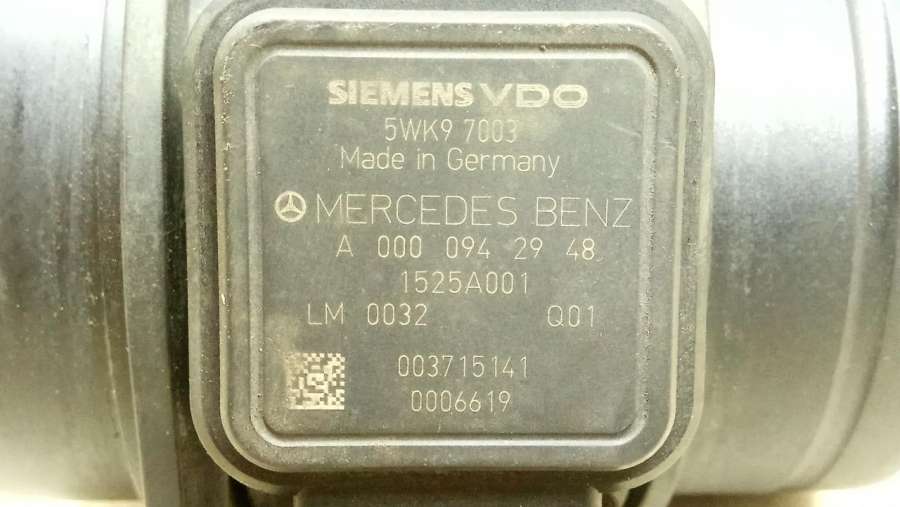 SIEMENS VDO
5WK9 7003
Made in Germany
MERCEDES BENZ
A 000 094 29 48
1525A001
LM 0032 Q01
003715141
0006619